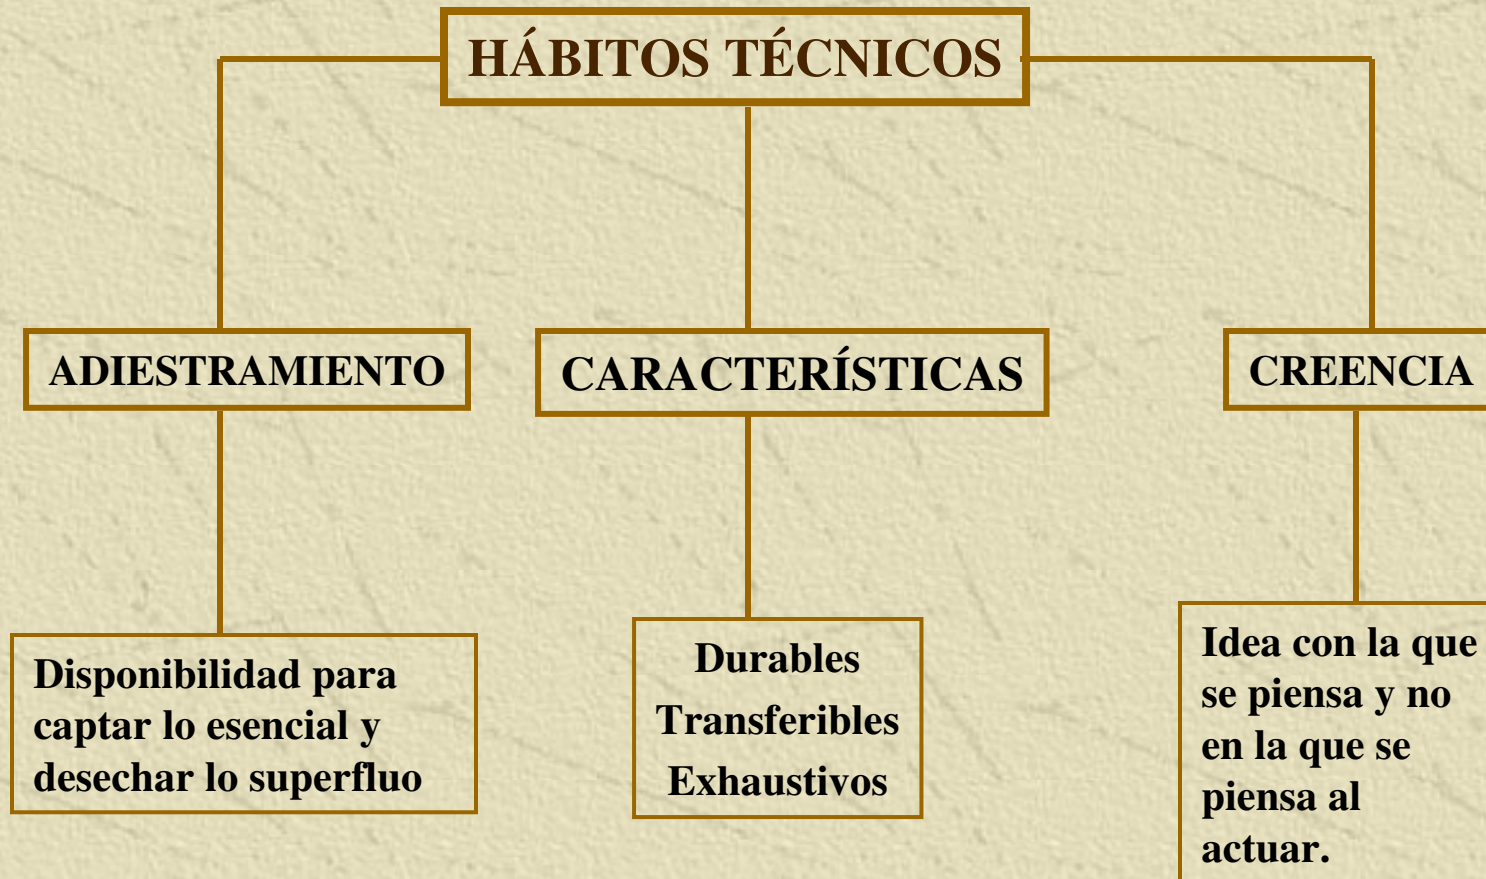 HÁBITOS TÉCNICOS
ADIESTRAMIENTO
CARACTERÍSTICAS
CREENCIA
Disponibilidad para
captar lo esencial y
desechar lo superfluo
Durables
Transferibles
Exhaustivos
Idea con la que
se piensa y no
en la que se
piensa al
actuar.